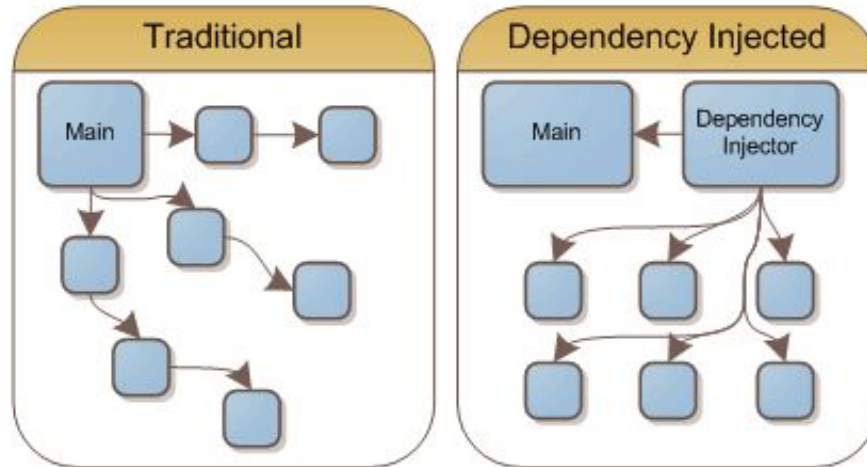 Traditional
Main
Dependency Injected
Main
Dependency
Injector